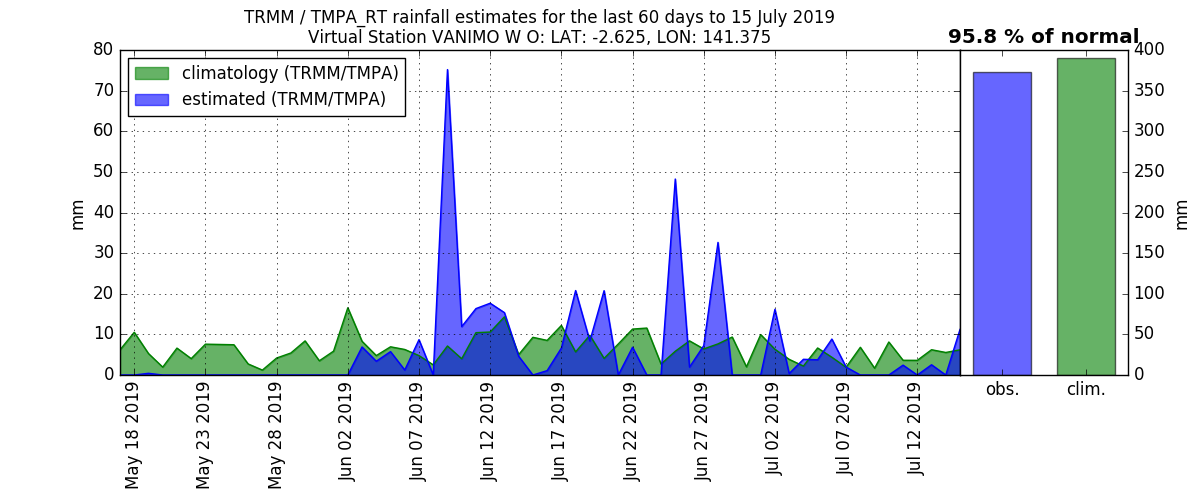 TRMM / TMPA_RT rainfall estimates for the last 60 days to 15 July 2019
Virtual Station VANIMO W O: LAT: -2.625, LON: 141.375
95.8 % of normal
climatology (TRMM/TMPA)
estimated (TRMM/TMPA)
80
70
60
50
40
30
20
10
0
mm
400
350
300
250
200
150
100
50
0
mm
May 18 2019
May 23 2019
May 28 2019
Jun 02 2019
Jun 07 2019
Jun 12 2019
Jun 17 2019
Jun 22 2019
Jun 27 2019
Jul 02 2019
Jul 07 2019
Jul 12 2019
obs.
clim.